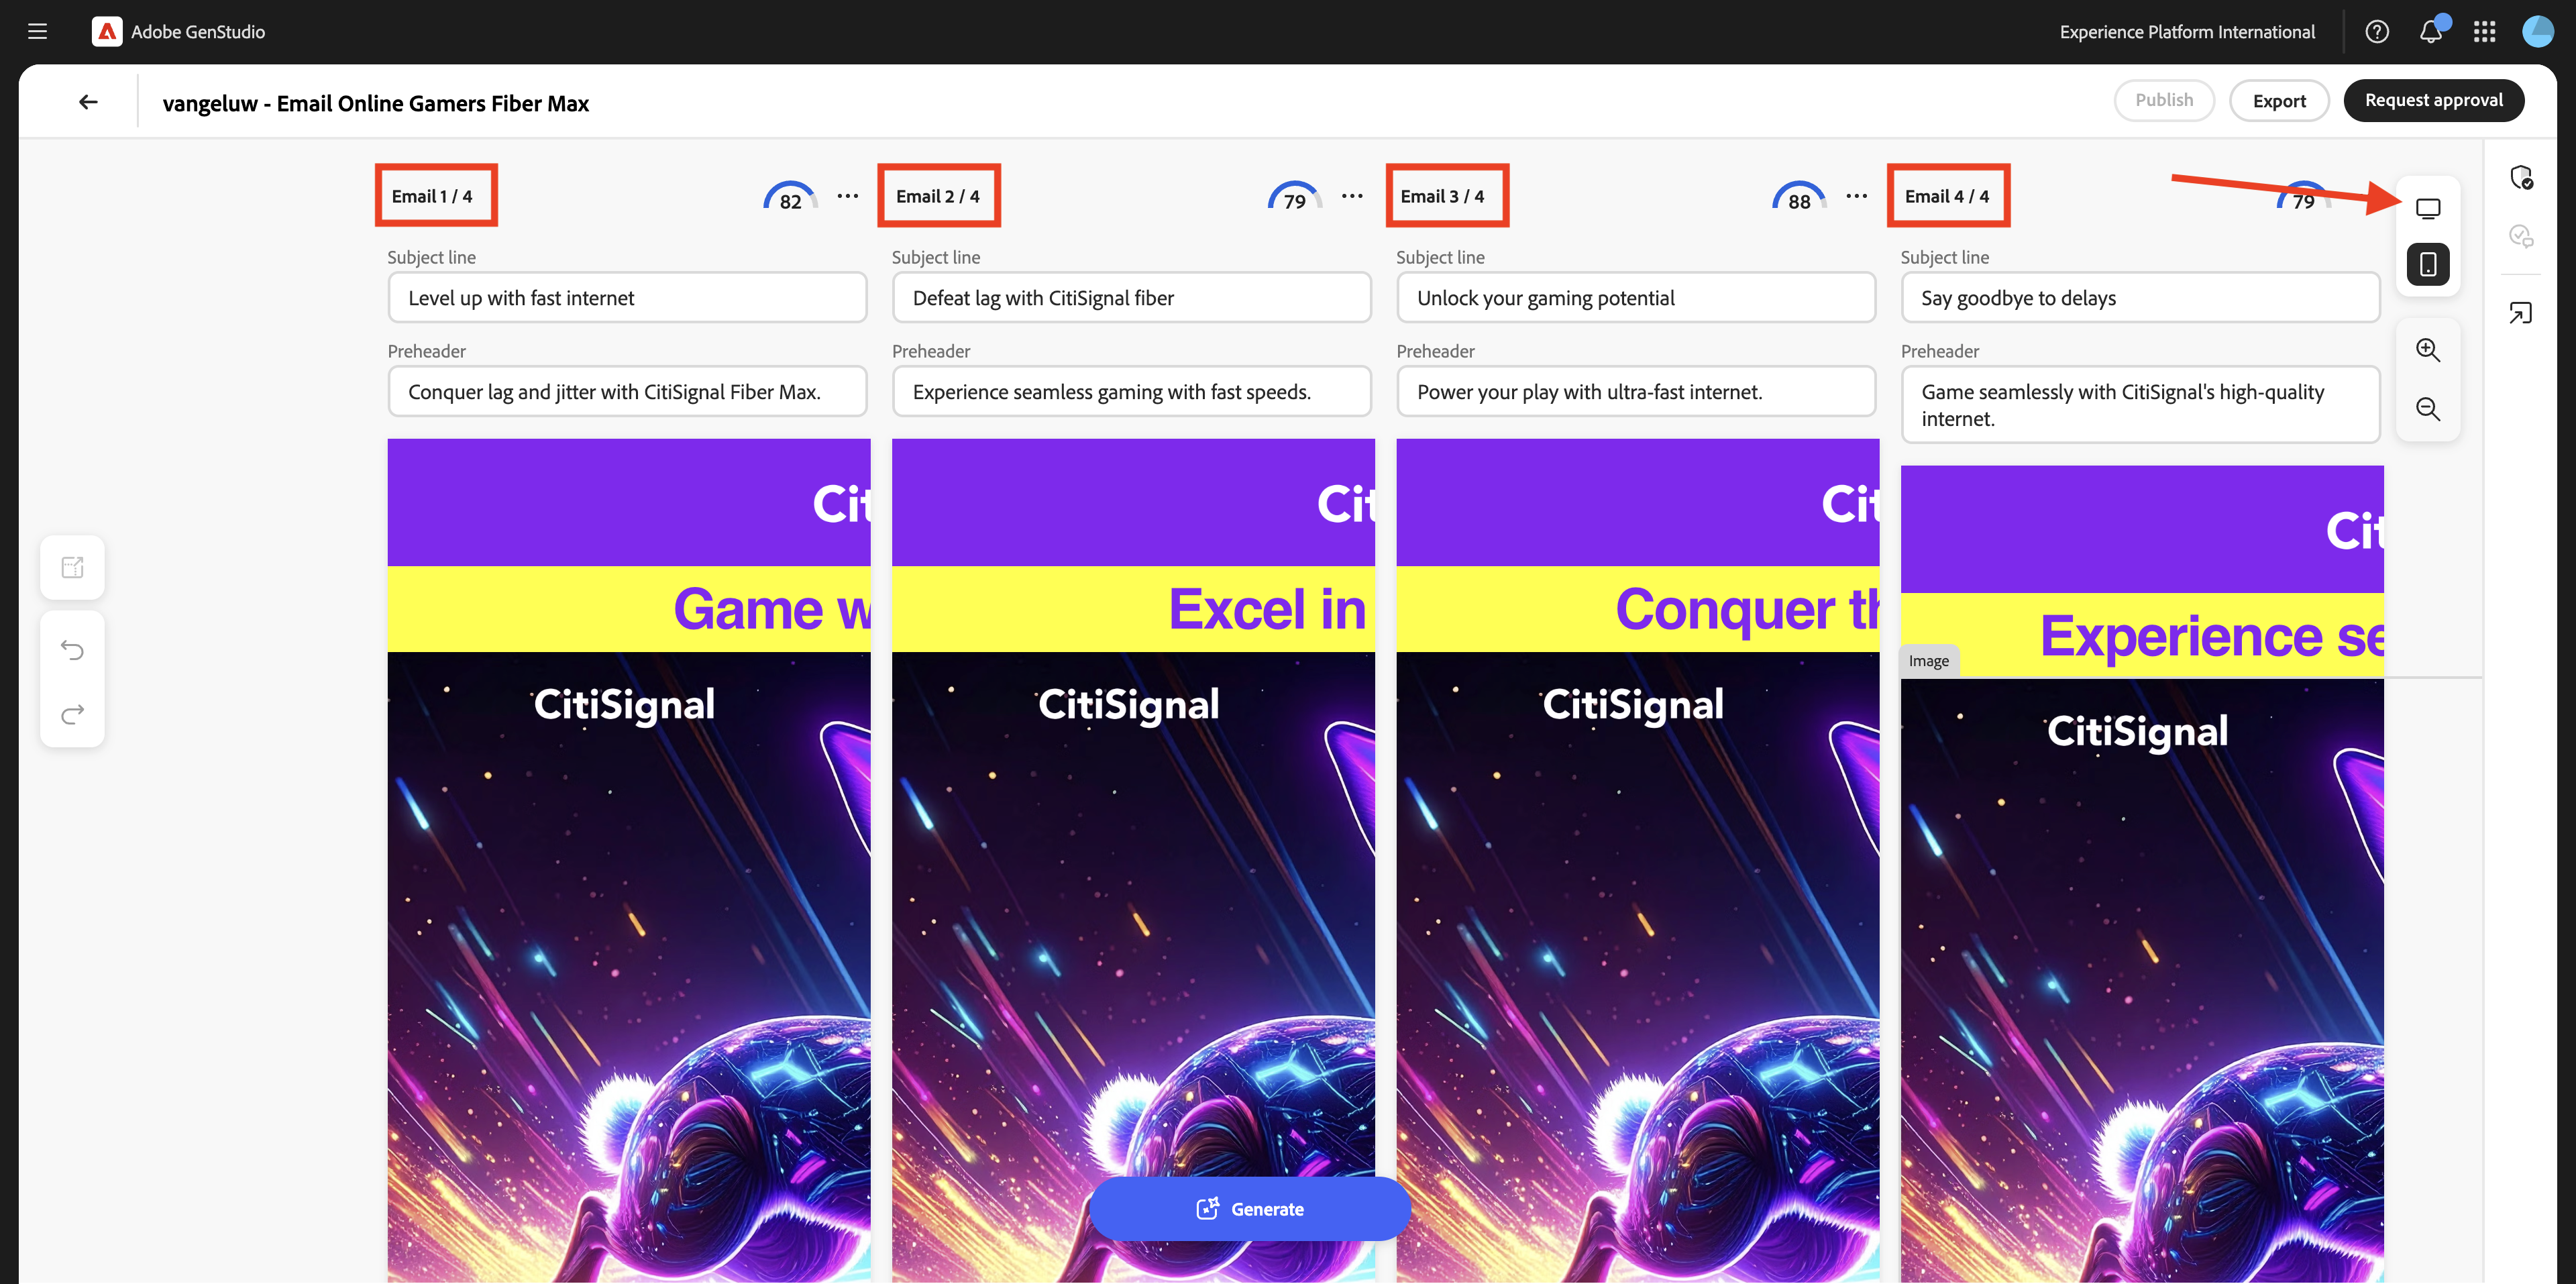 Adobe GenStudio
Experience Platform International
vangeluw - Email Online Gamers Fiber Max
Publish
Export
Request approval
Email 1 / 4
82
Email 2 / 4
79
Email 3 / 4
88
Email 4 / 4
79
Subject line
Level up with fast internet
Preheader
Conquer lag and jitter with CitiSignal Fiber Max.
Cit
Game w
CitiSignal
Subject line
Defeat lag with CitiSignal fiber
Preheader
Experience seamless gaming with fast speeds.
Cit
Excel in
CitiSignal
Subject line
Unlock your gaming potential
Preheader
Power your play with ultra-fast internet.
Cit
Conquer th
CitiSignal
Subject line
Say goodbye to delays
Preheader
Game seamlessly with CitiSignal's high-quality
internet.
Cit
Experience se
Image
CitiSignal
Generate